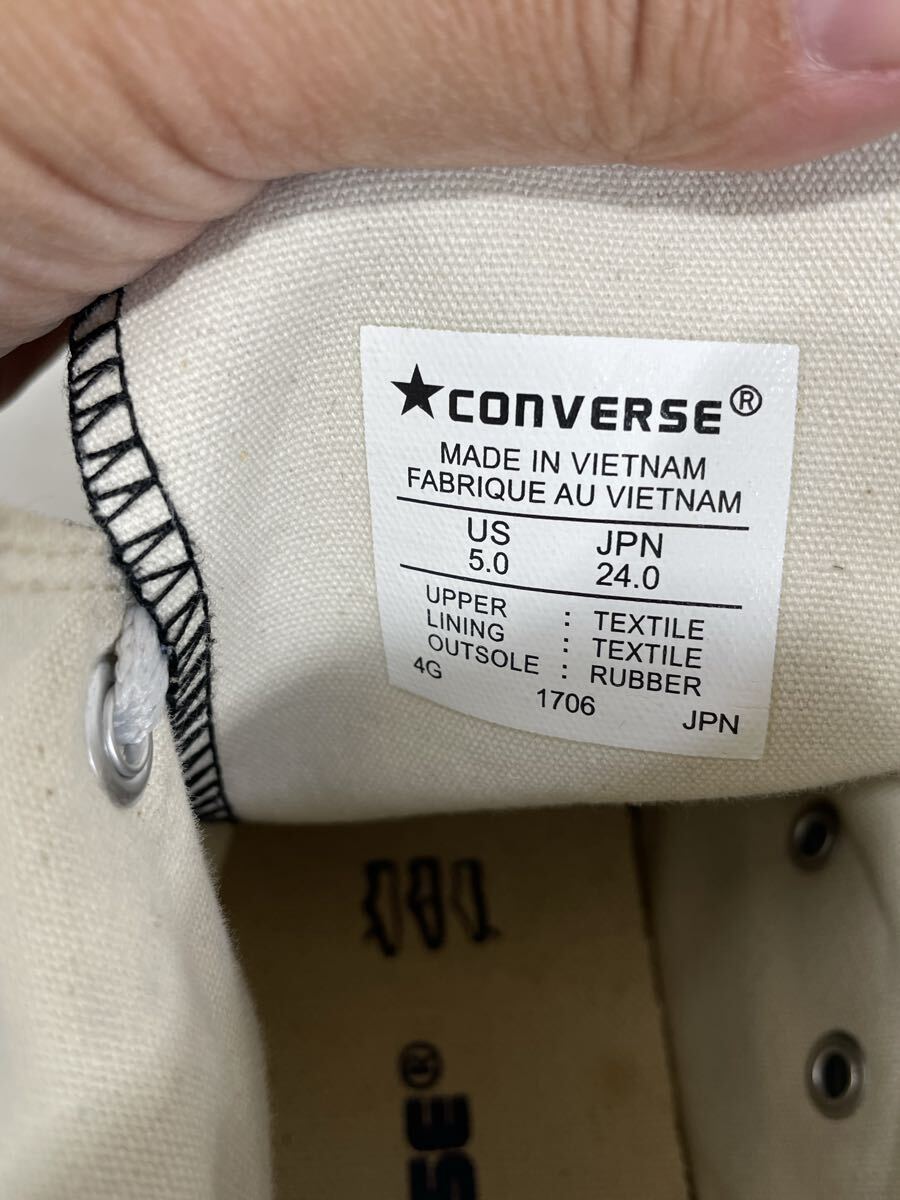 ★CONVERSE®
MADE IN VIETNAM
FABRIQUE AU VIETNAM
US JPN
5.0 24.0
UPPER : TEXTILE
LINING : TEXTILE
OUTSOLE : RUBBER
4G 1706 JPN
SE®